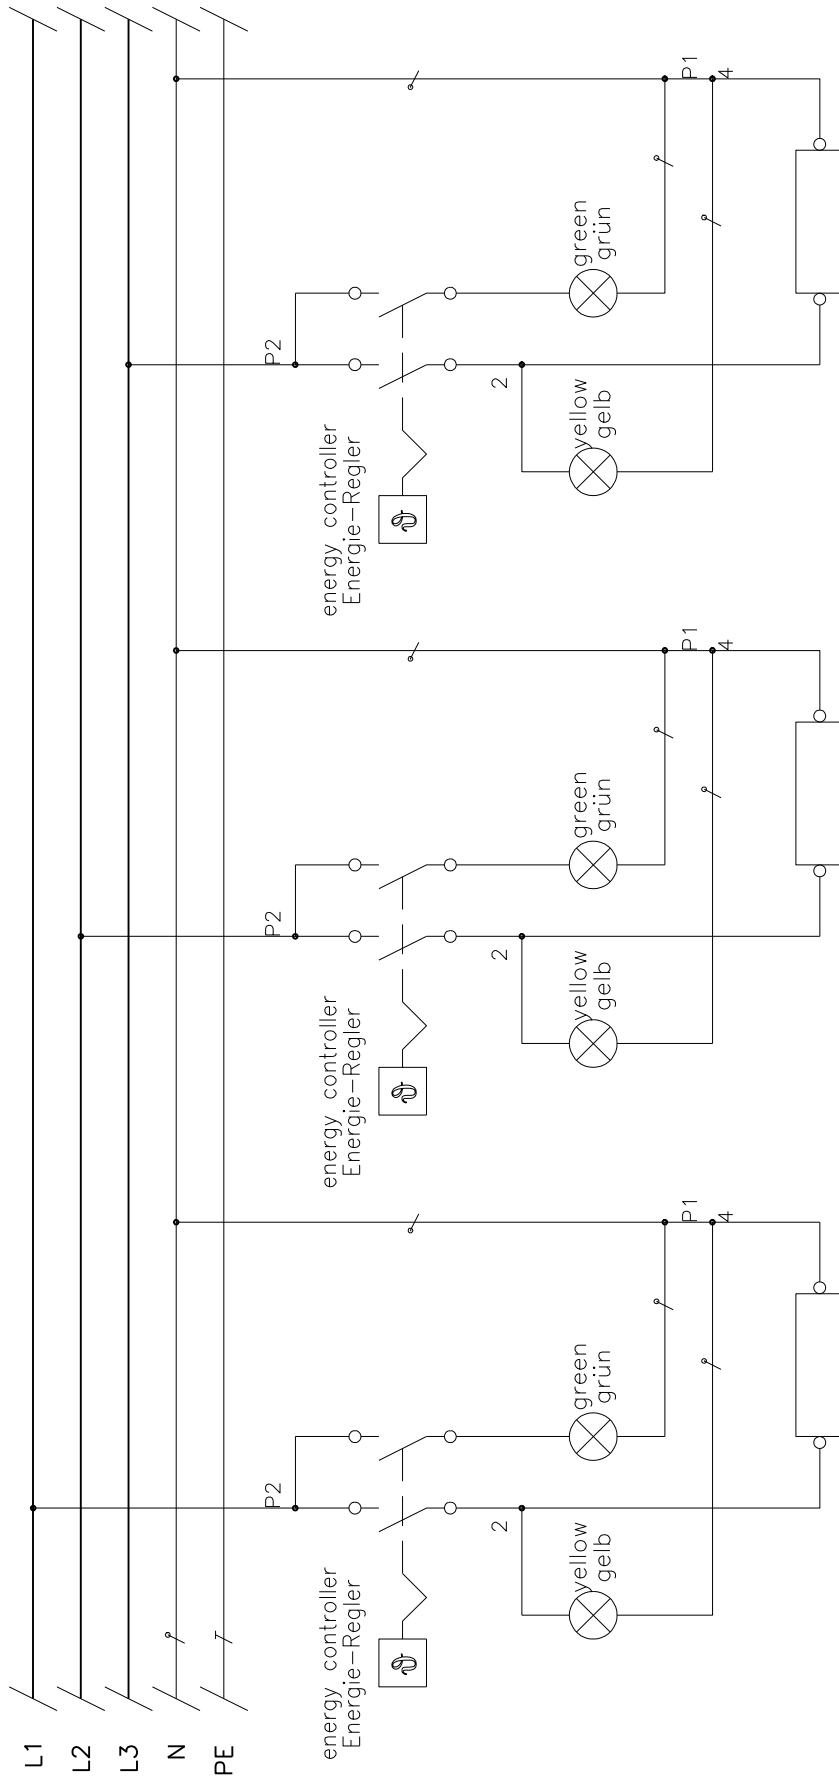 L1
L2
L3
N
PE
energy controller
Energie-Regler
ϑ
P2
2
yellow
gelb
green
grün
P1
4
energy controller
Energie-Regler
ϑ
P2
2
yellow
gelb
green
grün
P1
4
energy controller
Energie-Regler
ϑ
P2
2
yellow
gelb
green
grün
P1
4